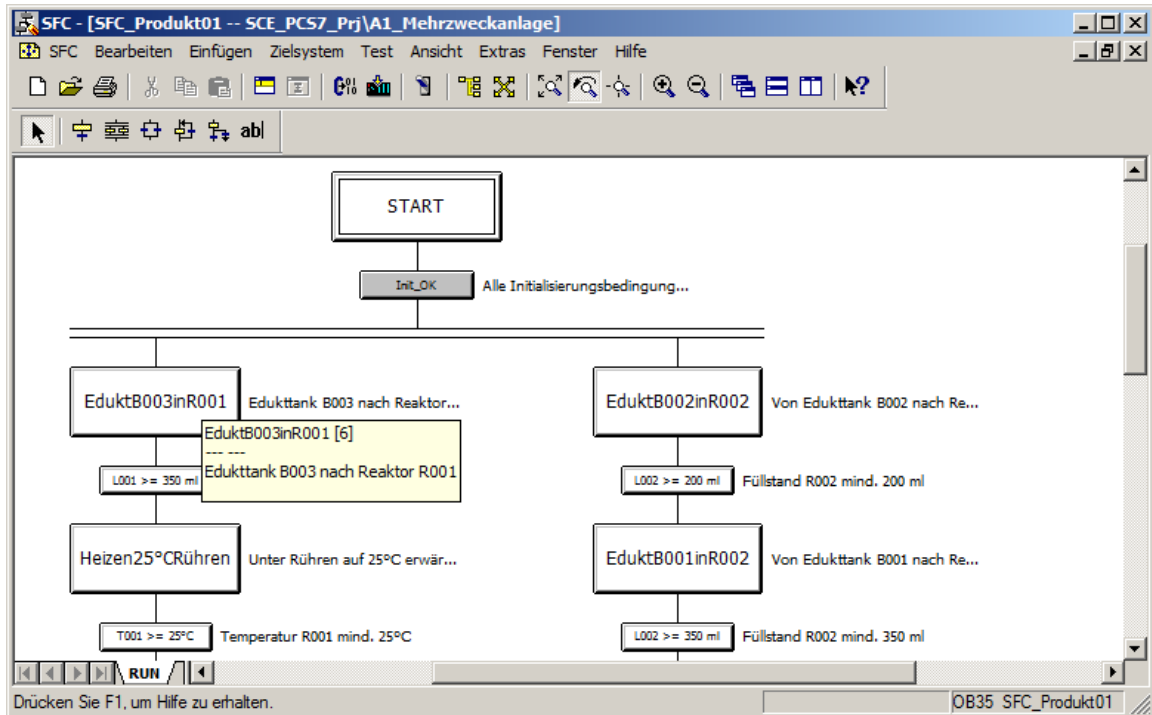 SFC - [SFC_Produkt01 -- SCE_PCS7_Prj\A1_Mehrzweckanlage]
SFC Bearbeiten Einfügen Zielsystem Test Ansicht Extras Fenster Hilfe
ab
START
Init_OK Alle Initialisierungsbedingung...
EduktB003inR001 Edukttank B003 nach Reaktor... EduktB002inR002 Von Edukttank B002 nach Re...
EduktB003inR001 [6]
--- ---
Edukttank B003 nach Reaktor R001
L001 >= 350 ml L002 >= 200 ml Füllstand R002 mind. 200 ml
Heizen25°CRühren Unter Rühren auf 25°C erwär... EduktB001inR002 Von Edukttank B001 nach Re...
T001 >= 25°C Temperatur R001 mind. 25°C L002 >= 350 ml Füllstand R002 mind. 350 ml
RUN
Drücken Sie F1, um Hilfe zu erhalten. OB35 SFC_Produkt01